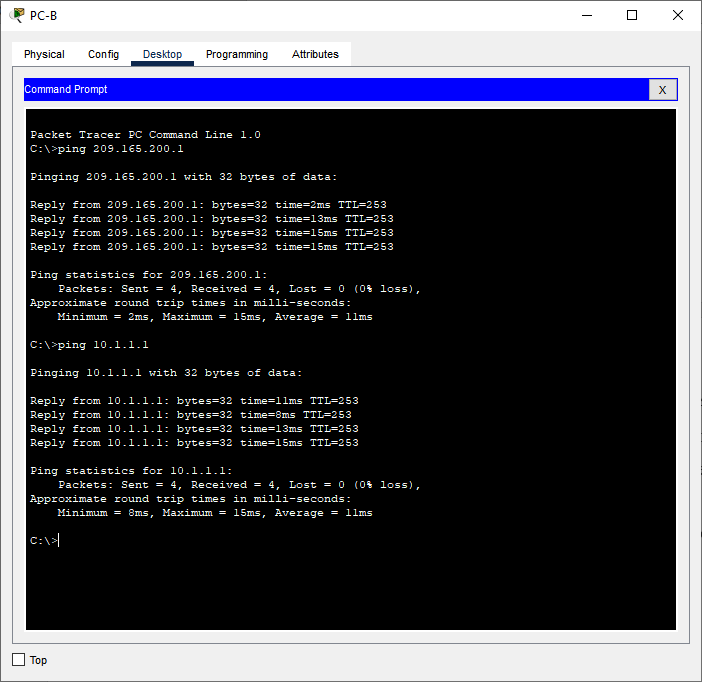 PC-B
Physical Config Desktop Programming Attributes
Command Prompt X
Packet Tracer PC Command Line 1.0
C:\>ping 209.165.200.1
Pinging 209.165.200.1 with 32 bytes of data:
Reply from 209.165.200.1: bytes=32 time=2ms TTL=253
Reply from 209.165.200.1: bytes=32 time=13ms TTL=253
Reply from 209.165.200.1: bytes=32 time=15ms TTL=253
Reply from 209.165.200.1: bytes=32 time=15ms TTL=253
Ping statistics for 209.165.200.1:
Packets: Sent = 4, Received = 4, Lost = 0 (0% loss),
Approximate round trip times in milli-seconds:
Minimum = 2ms, Maximum = 15ms, Average = 11ms
C:\>ping 10.1.1.1
Pinging 10.1.1.1 with 32 bytes of data:
Reply from 10.1.1.1: bytes=32 time=11ms TTL=253
Reply from 10.1.1.1: bytes=32 time=8ms TTL=253
Reply from 10.1.1.1: bytes=32 time=13ms TTL=253
Reply from 10.1.1.1: bytes=32 time=15ms TTL=253
Ping statistics for 10.1.1.1:
Packets: Sent = 4, Received = 4, Lost = 0 (0% loss),
Approximate round trip times in milli-seconds:
Minimum = 8ms, Maximum = 15ms, Average = 11ms
C:\>
Top